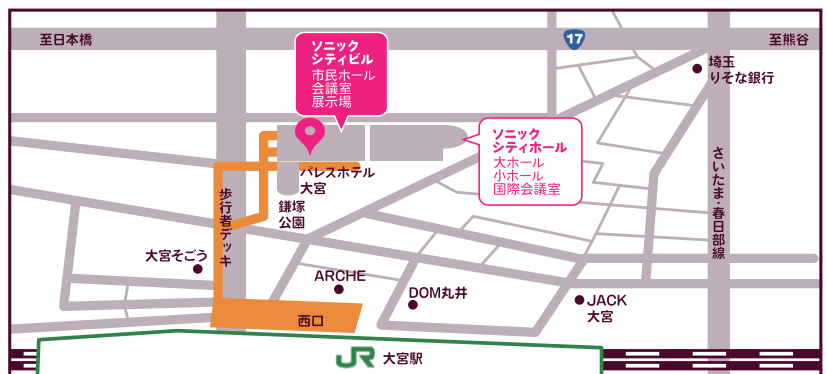 至日本橋
17
至熊谷
ソニック
シティビル
市民ホール
会議室
展示場
埼玉
りそな銀行
ソニック
シティホール
大ホール
小ホール
国際会議室
パレスホテル
大宮
鎌塚
公園
歩行者デッキ
さいたま・春日部線
大宮そごう
ARCHE
DOM丸井
JACK
大宮
西口
JR 大宮駅